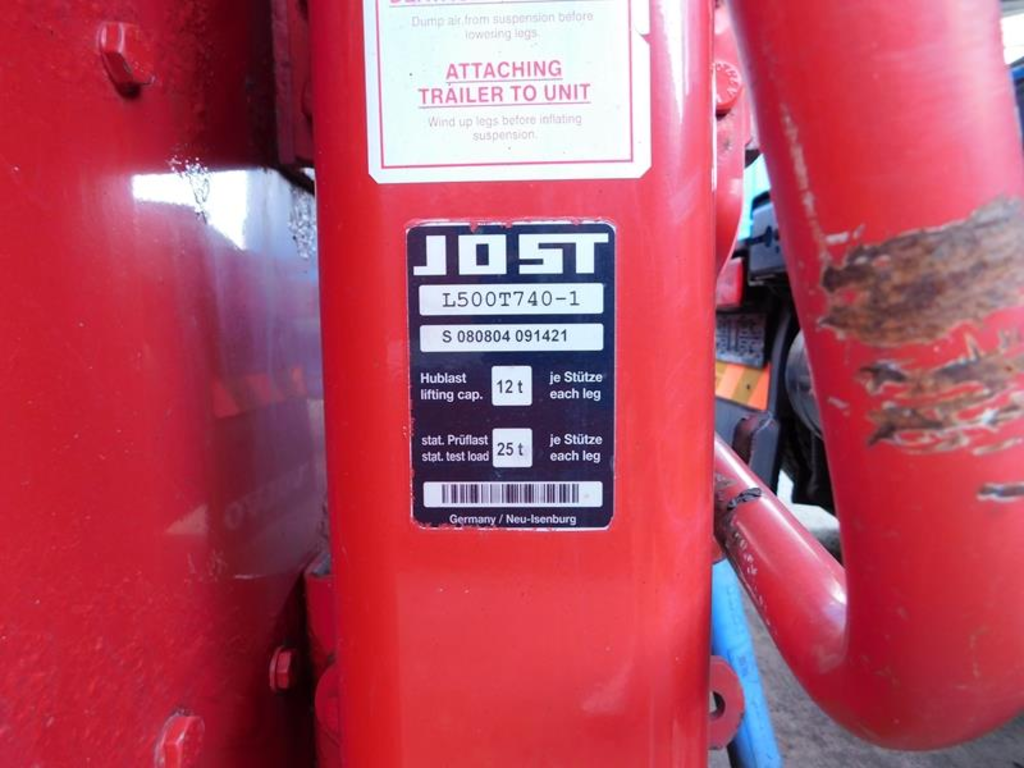 Dump air from suspension before
lowering legs.
ATTACHING
TRAILER TO UNIT
Wind up legs before inflating
suspension.
JOST
L500T740-1
S 080804 091421
Hublast
lifting cap.
12 t
je Stütze
each leg
stat. Prüflast
stat. test load
25 t
je Stütze
each leg
Germany / Neu-Isenburg